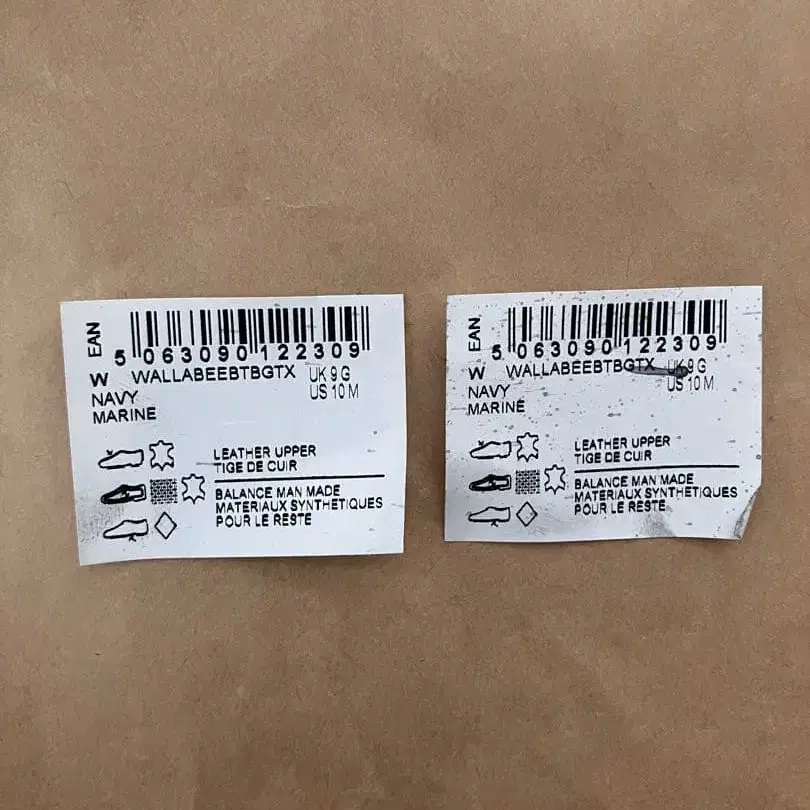 EAN
5 063090 122309
W WALLABEEBTBGTX UK 9 G
NAVY US 10 M
MARINE
LEATHER UPPER
TIGE DE CUIR
BALANCE MAN MADE
MATERIAUX SYNTHETIQUES
POUR LE RESTE
EAN
5 063090 122309
W WALLABEEBTBGTX UK 9 G
NAVY US 10 M
MARINE
LEATHER UPPER
TIGE DE CUIR
BALANCE MAN MADE
MATERIAUX SYNTHETIQUES
POUR LE RESTE